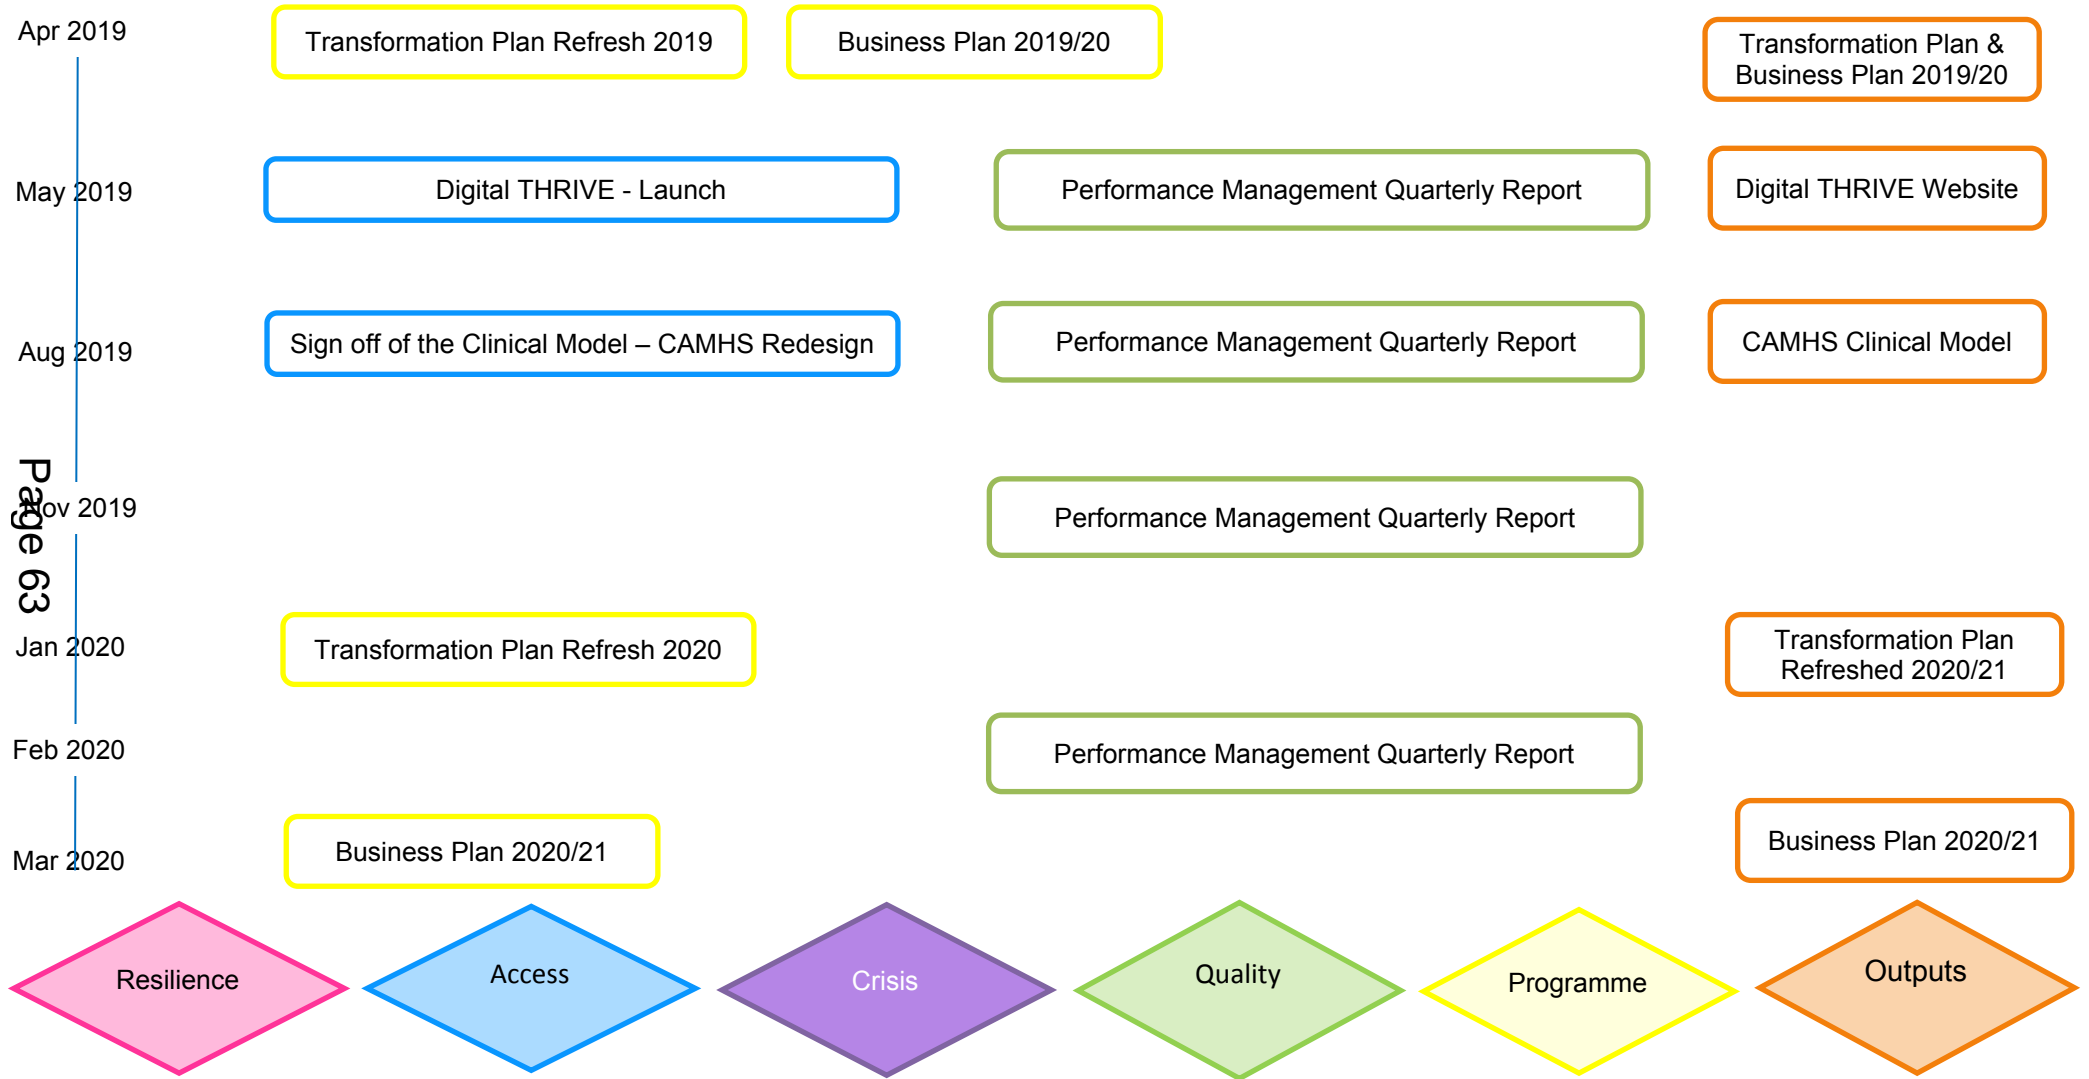 Apr 2019
Transformation Plan Refresh 2019
Business Plan 2019/20
Transformation Plan &
Business Plan 2019/20
May 2019
Digital THRIVE - Launch
Performance Management Quarterly Report
Digital THRIVE Website
Aug 2019
Sign off of the Clinical Model – CAMHS Redesign
Performance Management Quarterly Report
CAMHS Clinical Model
Page 63
Nov 2019
Performance Management Quarterly Report
Jan 2020
Transformation Plan Refresh 2020
Transformation Plan
Refreshed 2020/21
Feb 2020
Performance Management Quarterly Report
Mar 2020
Business Plan 2020/21
Business Plan 2020/21
Resilience
Access
Crisis
Quality
Programme
Outputs